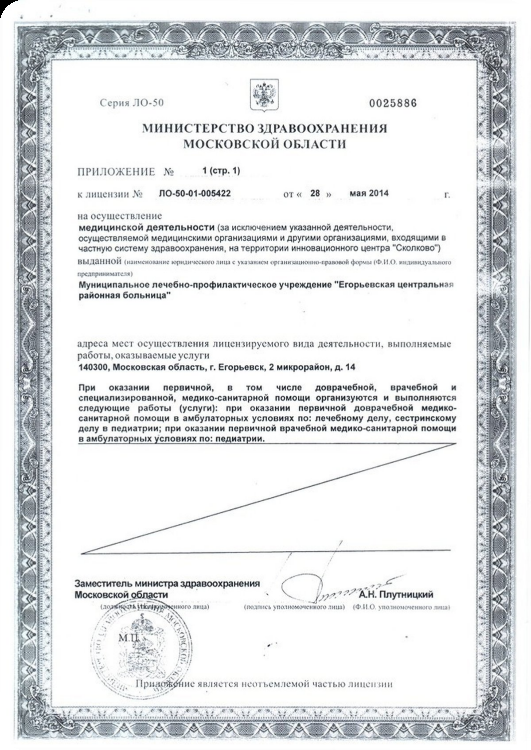 Серия ЛО-50
0025886
МИНИСТЕРСТВО ЗДРАВООХРАНЕНИЯ
МОСКОВСКОЙ ОБЛАСТИ
ПРИЛОЖЕНИЕ № 1 (стр. 1)
к лицензии № ЛО-50-01-005422 от « 28 » мая 2014 г.
на осуществление
медицинской деятельности (за исключением указанной деятельности,
осуществляемой медицинскими организациями и другими организациями, входящими в
частную систему здравоохранения, на территории инновационного центра "Сколково")
выданной (наименование юридического лица с указанием организационно-правовой формы (Ф.И.О. индивидуального
предпринимателя)
Муниципальное лечебно-профилактическое учреждение "Егорьевская центральная
районная больница"
адреса мест осуществления лицензируемого вида деятельности, выполняемые
работы, оказываемые услуги
140300, Московская область, г. Егорьевск, 2 микрорайон, д. 14
При оказании первичной, в том числе доврачебной, врачебной и
специализированной, медико-санитарной помощи организуются и выполняются
следующие работы (услуги): при оказании первичной доврачебной медико-
санитарной помощи в амбулаторных условиях по: лечебному делу, сестринскому
делу в педиатрии; при оказании первичной врачебной медико-санитарной помощи
в амбулаторных условиях по: педиатрии.
Заместитель министра здравоохранения
Московской области
А.Н. Плутницкий
(должность уполномоченного лица) (подпись уполномоченного лица) (Ф.И.О. уполномоченного лица)
М.П.
Приложение является неотъемлемой частью лицензии